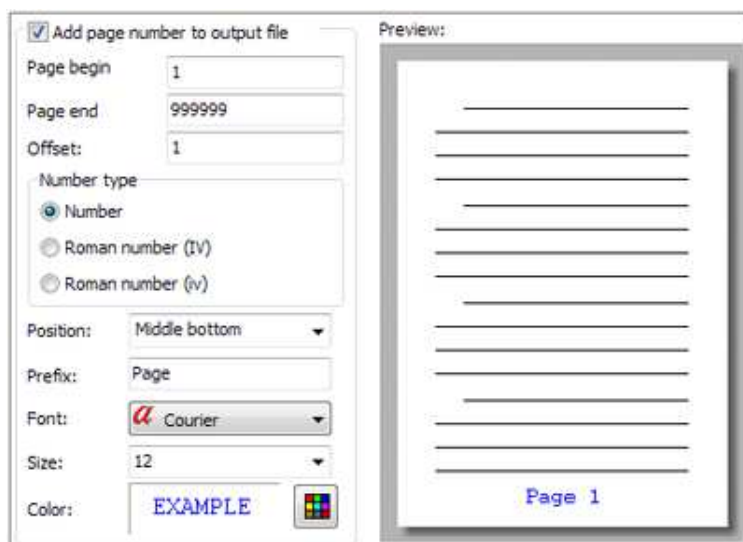 Add page number to output file
Page begin 1
Page end 999999
Offset: 1
Number type
Number
Roman number (IV)
Roman number (iv)
Position: Middle bottom
Prefix: Page
Font: a Courier
Size: 12
Color: EXAMPLE
Preview:
Page 1